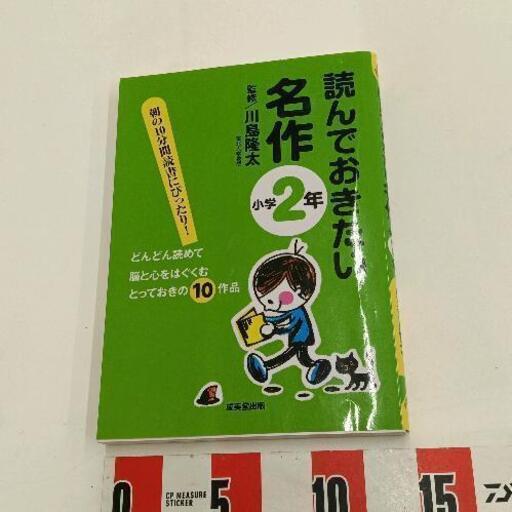 読んでおきたい
名作
小学2年
監修/川島隆太
朝の10分間読書にぴったり!
どんどん読めて
脳と心をはぐくむ
とっておきの10作品
成美堂出版
0 CP MEASURE STICKER 5 10 15